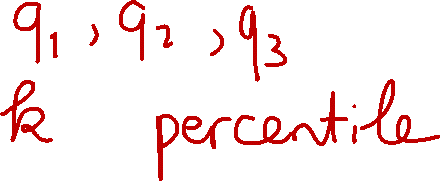 q₁, q₂, q₃
k percentile